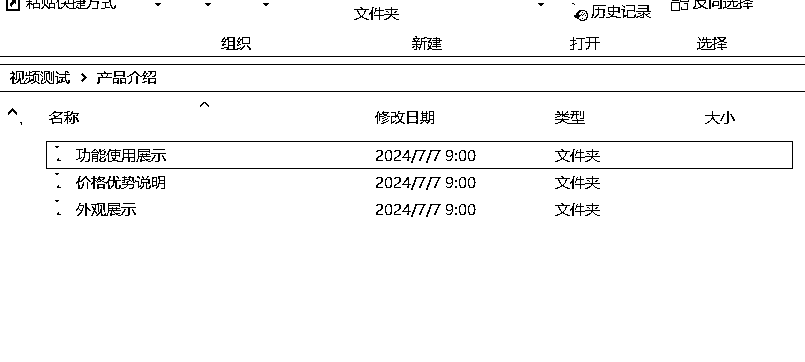 粘贴快捷方式
文件夹
历史记录
反向选择
组织 新建 打开 选择
视频测试 > 产品介绍
名称 修改日期 类型 大小
功能使用展示 2024/7/7 9:00 文件夹
价格优势说明 2024/7/7 9:00 文件夹
外观展示 2024/7/7 9:00 文件夹